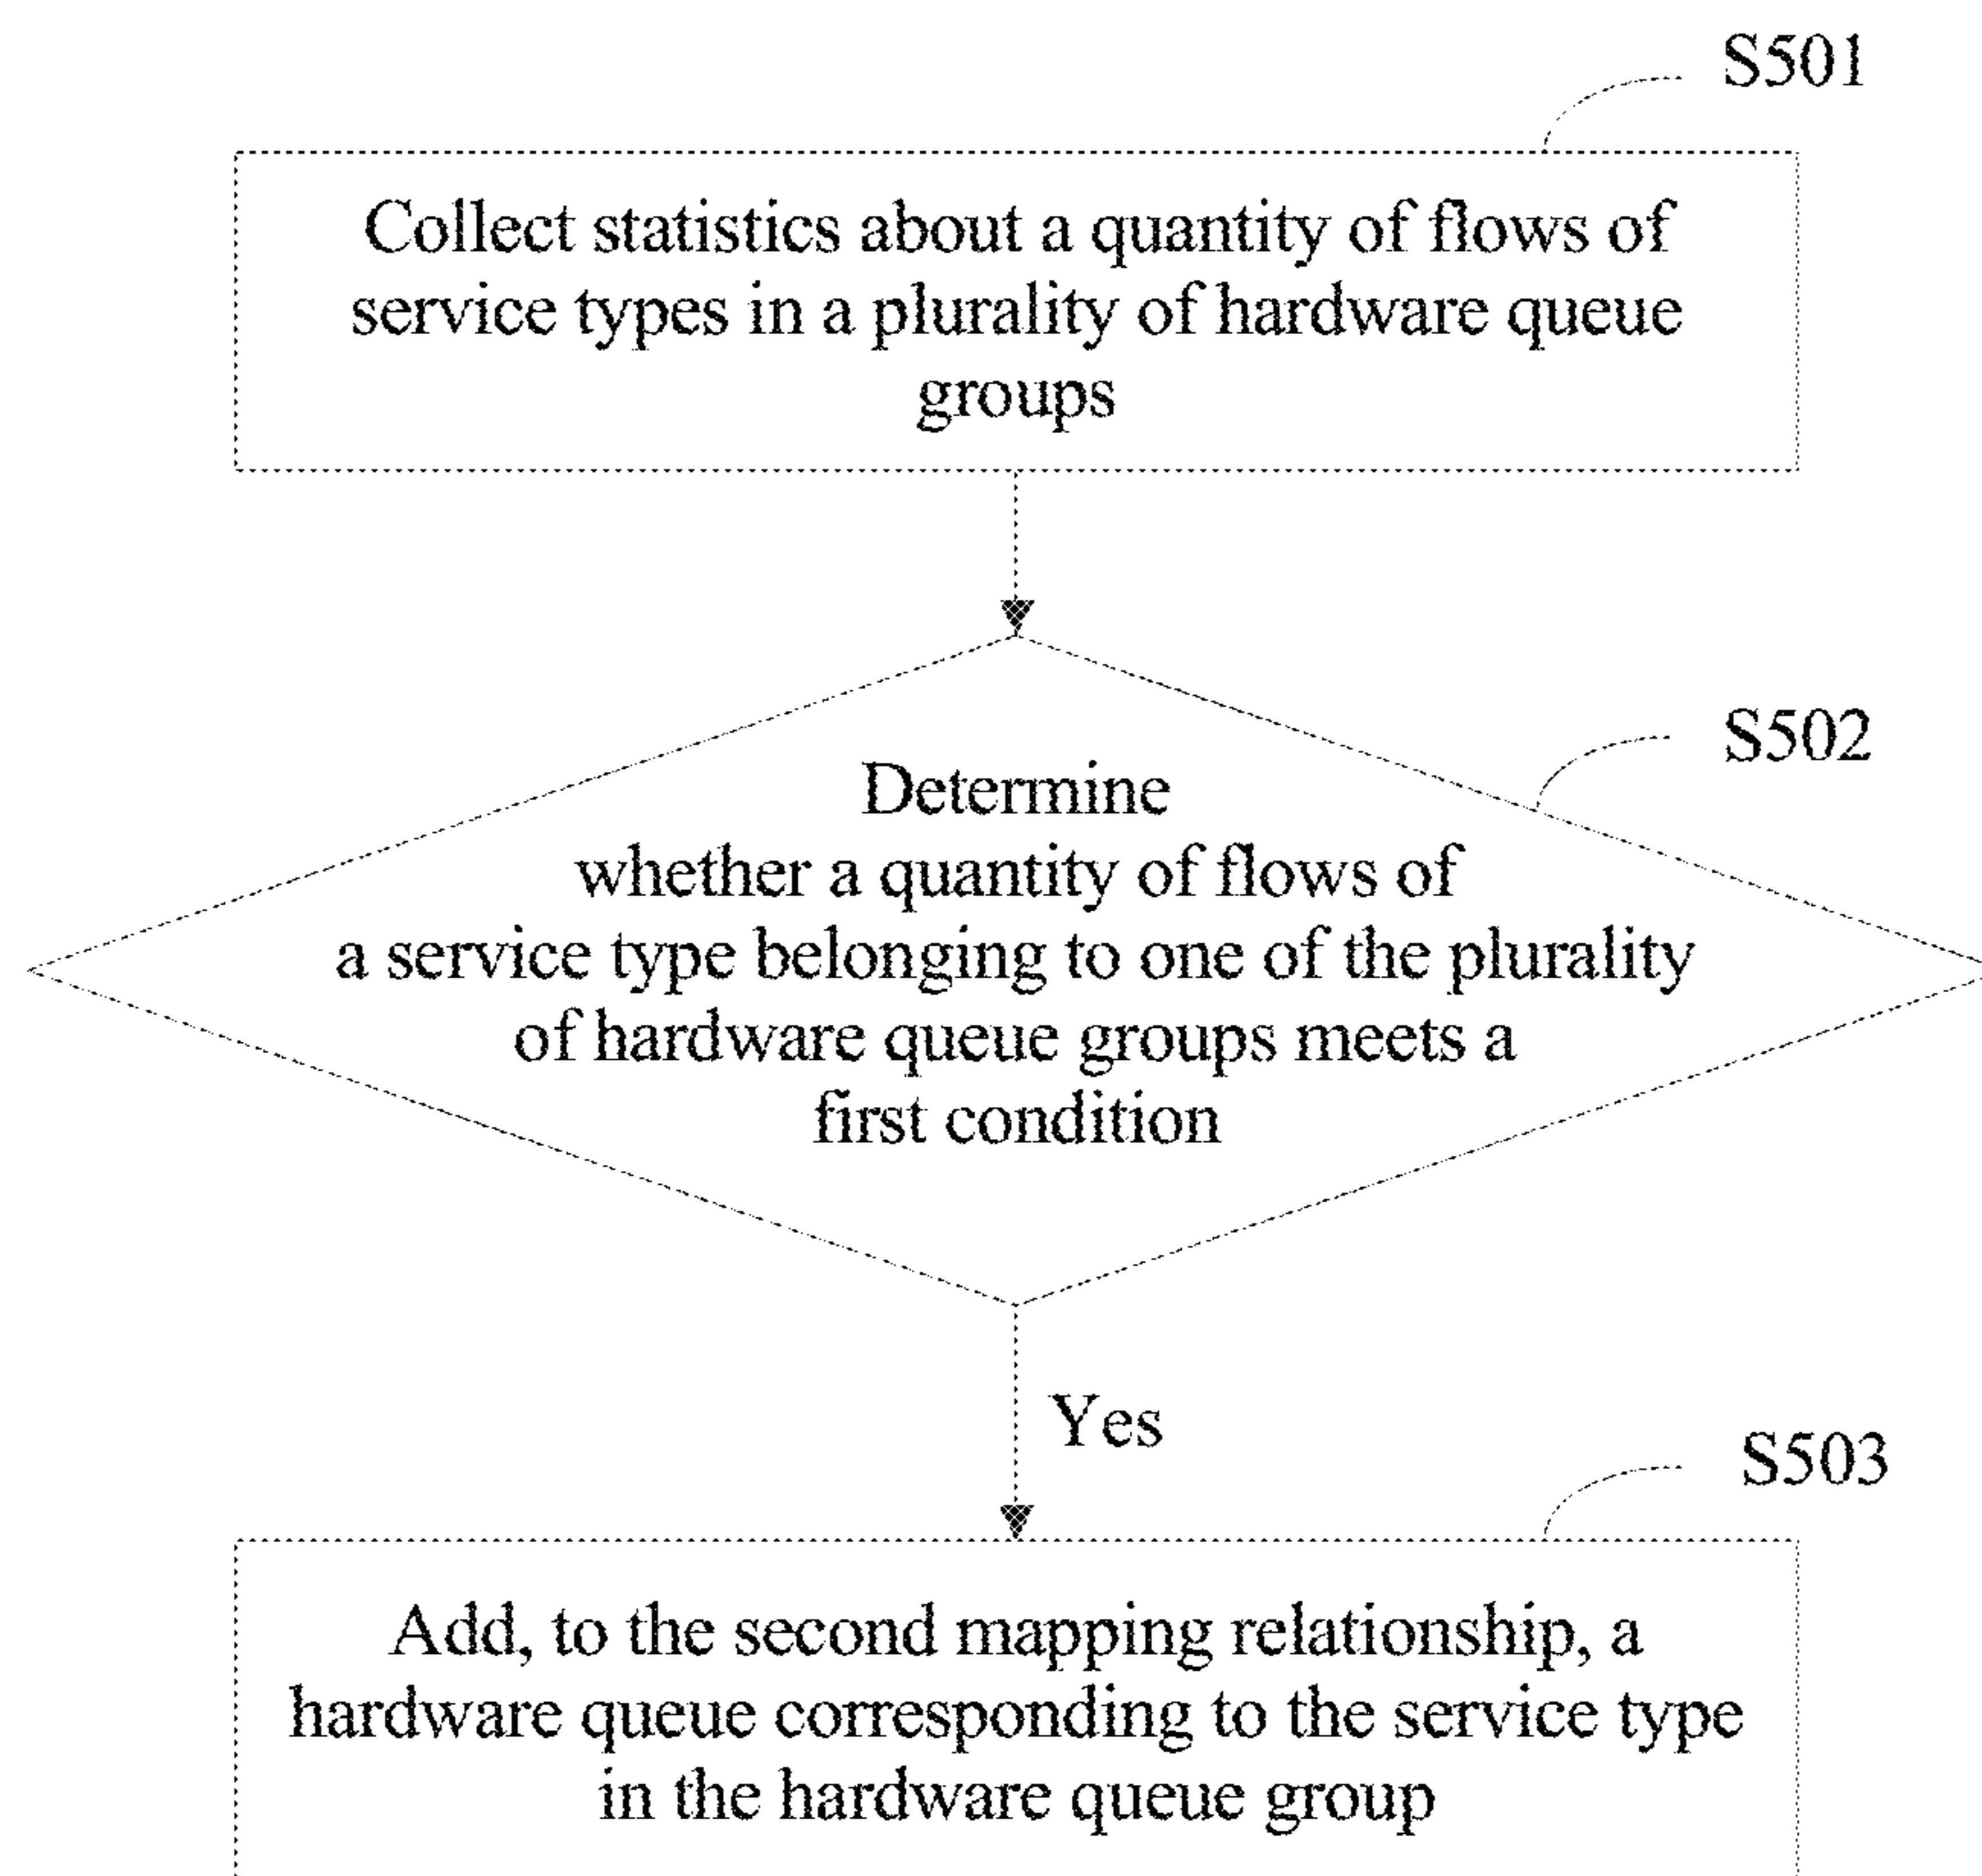 S501
Collect statistics about a quantity of flows of
service types in a plurality of hardware queue
groups
S502
Determine
whether a quantity of flows of
a service type belonging to one of the plurality
of hardware queue groups meets a
first condition
Yes
S503
Add, to the second mapping relationship, a
hardware queue corresponding to the service type
in the hardware queue group